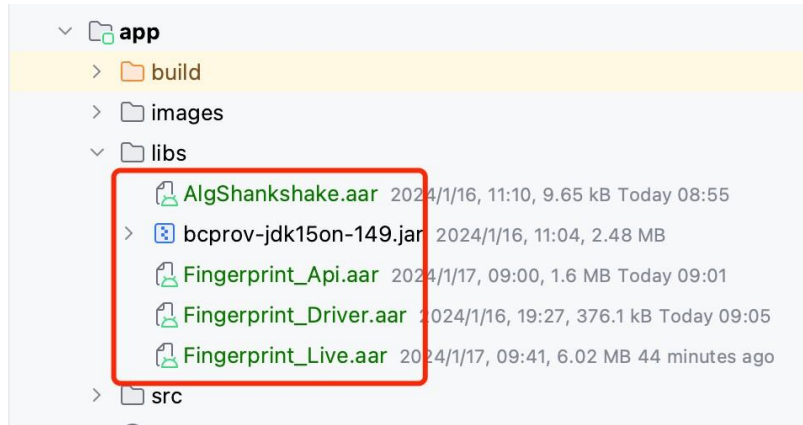 app
build
images
libs
AlgShankshake.aar 2024/1/16, 11:10, 9.65 kB Today 08:55
bcprov-jdk15on-149.jar 2024/1/16, 11:04, 2.48 MB
Fingerprint_Api.aar 2024/1/17, 09:00, 1.6 MB Today 09:01
Fingerprint_Driver.aar 2024/1/16, 19:27, 376.1 kB Today 09:05
Fingerprint_Live.aar 2024/1/17, 09:41, 6.02 MB 44 minutes ago
src